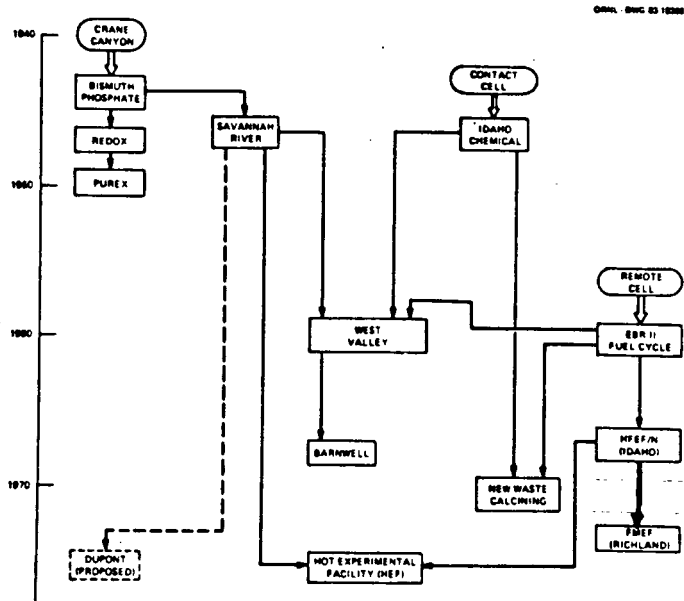 ORNL - DWG 83
1940
CRANE
CANYON
BISMUTH
PHOSPHATE
REDOX
PUREX
SAVANNAH
RIVER
CONTACT
CELL
IDAHO
CHEMICAL
1950
REMOTE
CELL
1960
WEST
VALLEY
EBR II
FUEL CYCLE
BARNWELL
HFEF/N
(IDAHO)
1970
NEW WASTE
CALCINING
FMEF
(RICHLAND)
DUPONT
(PROPOSED)
HOT EXPERIMENTAL
FACILITY (HEF)